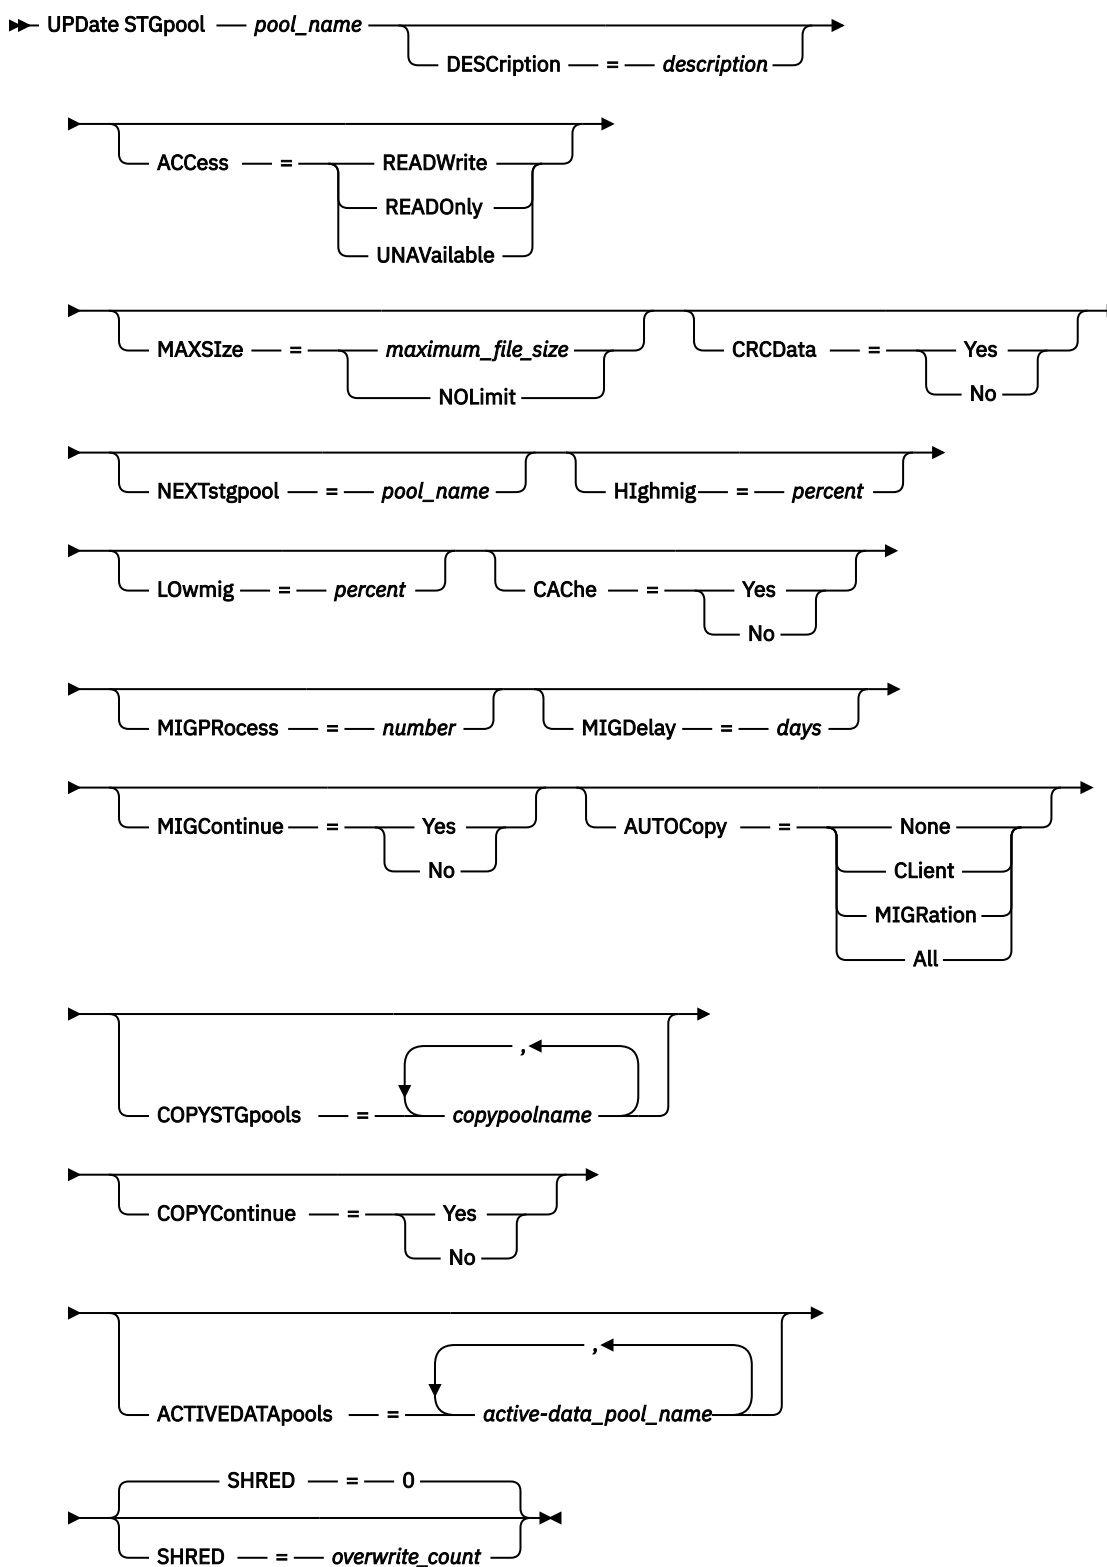 UPDate STGpool pool_name
DESCription = description
ACCess = READWrite
READOnly
UNAVailable
MAXSIze = maximum_file_size CRCData = Yes
NOLimit No
NEXTstgpool = pool_name HIghmig = percent
LOwmig = percent CAChe = Yes
No
MIGPRocess = number MIGDelay = days
MIGContinue = Yes AUTOCopy = None
No CLient
MIGRation
All
,
COPYSTGpools = copypoolname
COPYContinue = Yes
No
,
ACTIVEDATApools = active-data_pool_name
SHRED = 0
SHRED = overwrite_count